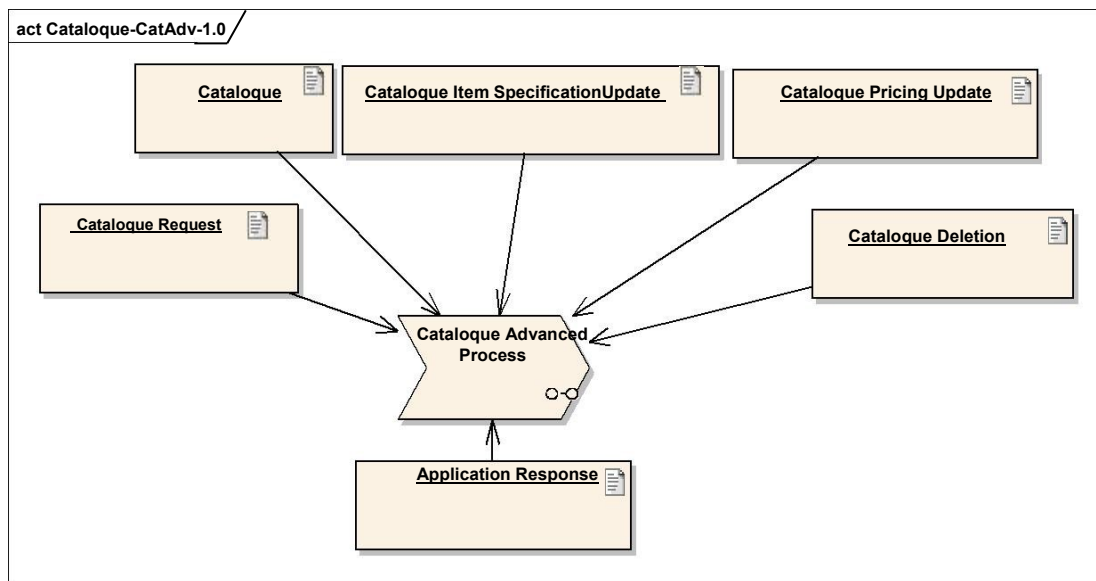 act Cataloque-CatAdv-1.0
Cataloque
Cataloque Item SpecificationUpdate
Cataloque Pricing Update
Cataloque Request
Cataloque Deletion
Cataloque Advanced
Process
Application Response